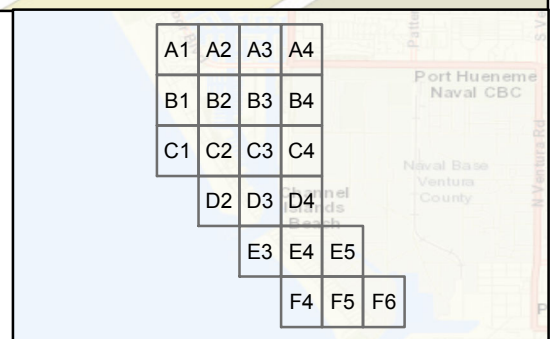 A1 A2 A3 A4
Port Hueneme
Naval CBC
B1 B2 B3 B4
C1 C2 C3 C4
Naval Base
Ventura
County
N Ventura Rd
D2 D3 D4
Channel
Islands
Beach
E3 E4 E5
F4 F5 F6